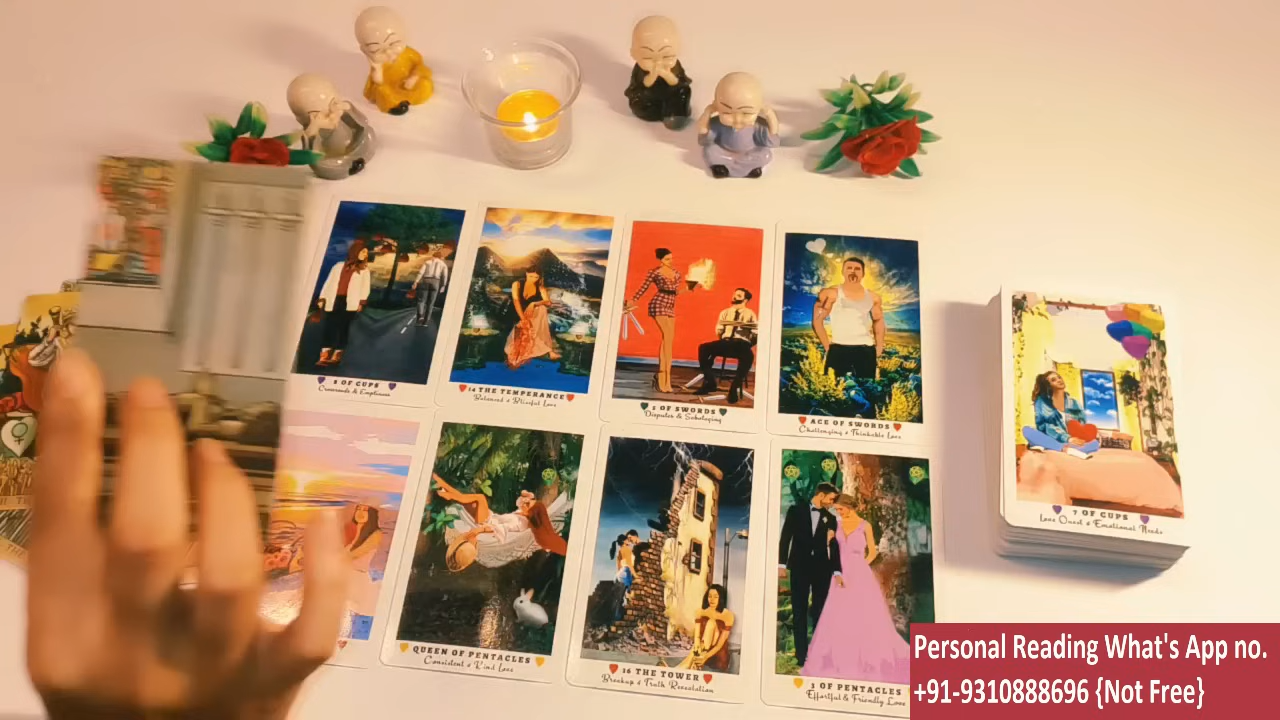 8 OF CUPS
Crossroads & Emptiness
14 THE TEMPERANCE
Balanced & Blissful Love
5 OF SWORDS
Disputes & Sabotaging
ACE OF SWORDS
Challenging & Thinkable Love
7 OF CUPS
Love Quest & Emotional Needs
QUEEN OF PENTACLES
Consistent & Kind Love
16 THE TOWER
Breakup & Truth Revealation
3 OF PENTACLES
Effortful & Friendly Love
Personal Reading What's App no.
+91-9310888696 {Not Free}